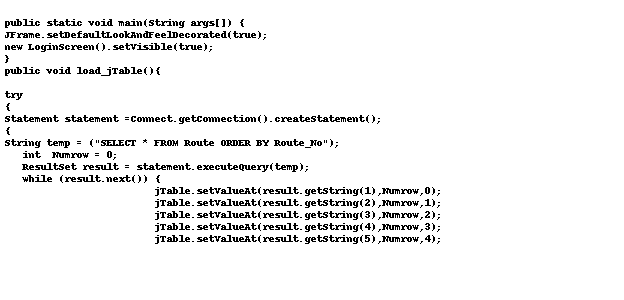 public static void main(String args[]) {
JFrame.setDefaultLookAndFeelDecorated(true);
new LoginScreen().setVisible(true);
}
public void load_jTable(){
try
{
Statement statement =Connect.getConnection().createStatement();
{
String temp = ("SELECT * FROM Route ORDER BY Route_No");
int  Numrow = 0;
ResultSet result = statement.executeQuery(temp);
while (result.next()) {
jTable.setValueAt(result.getString(1),Numrow,0);
jTable.setValueAt(result.getString(2),Numrow,1);
jTable.setValueAt(result.getString(3),Numrow,2);
jTable.setValueAt(result.getString(4),Numrow,3);
jTable.setValueAt(result.getString(5),Numrow,4);